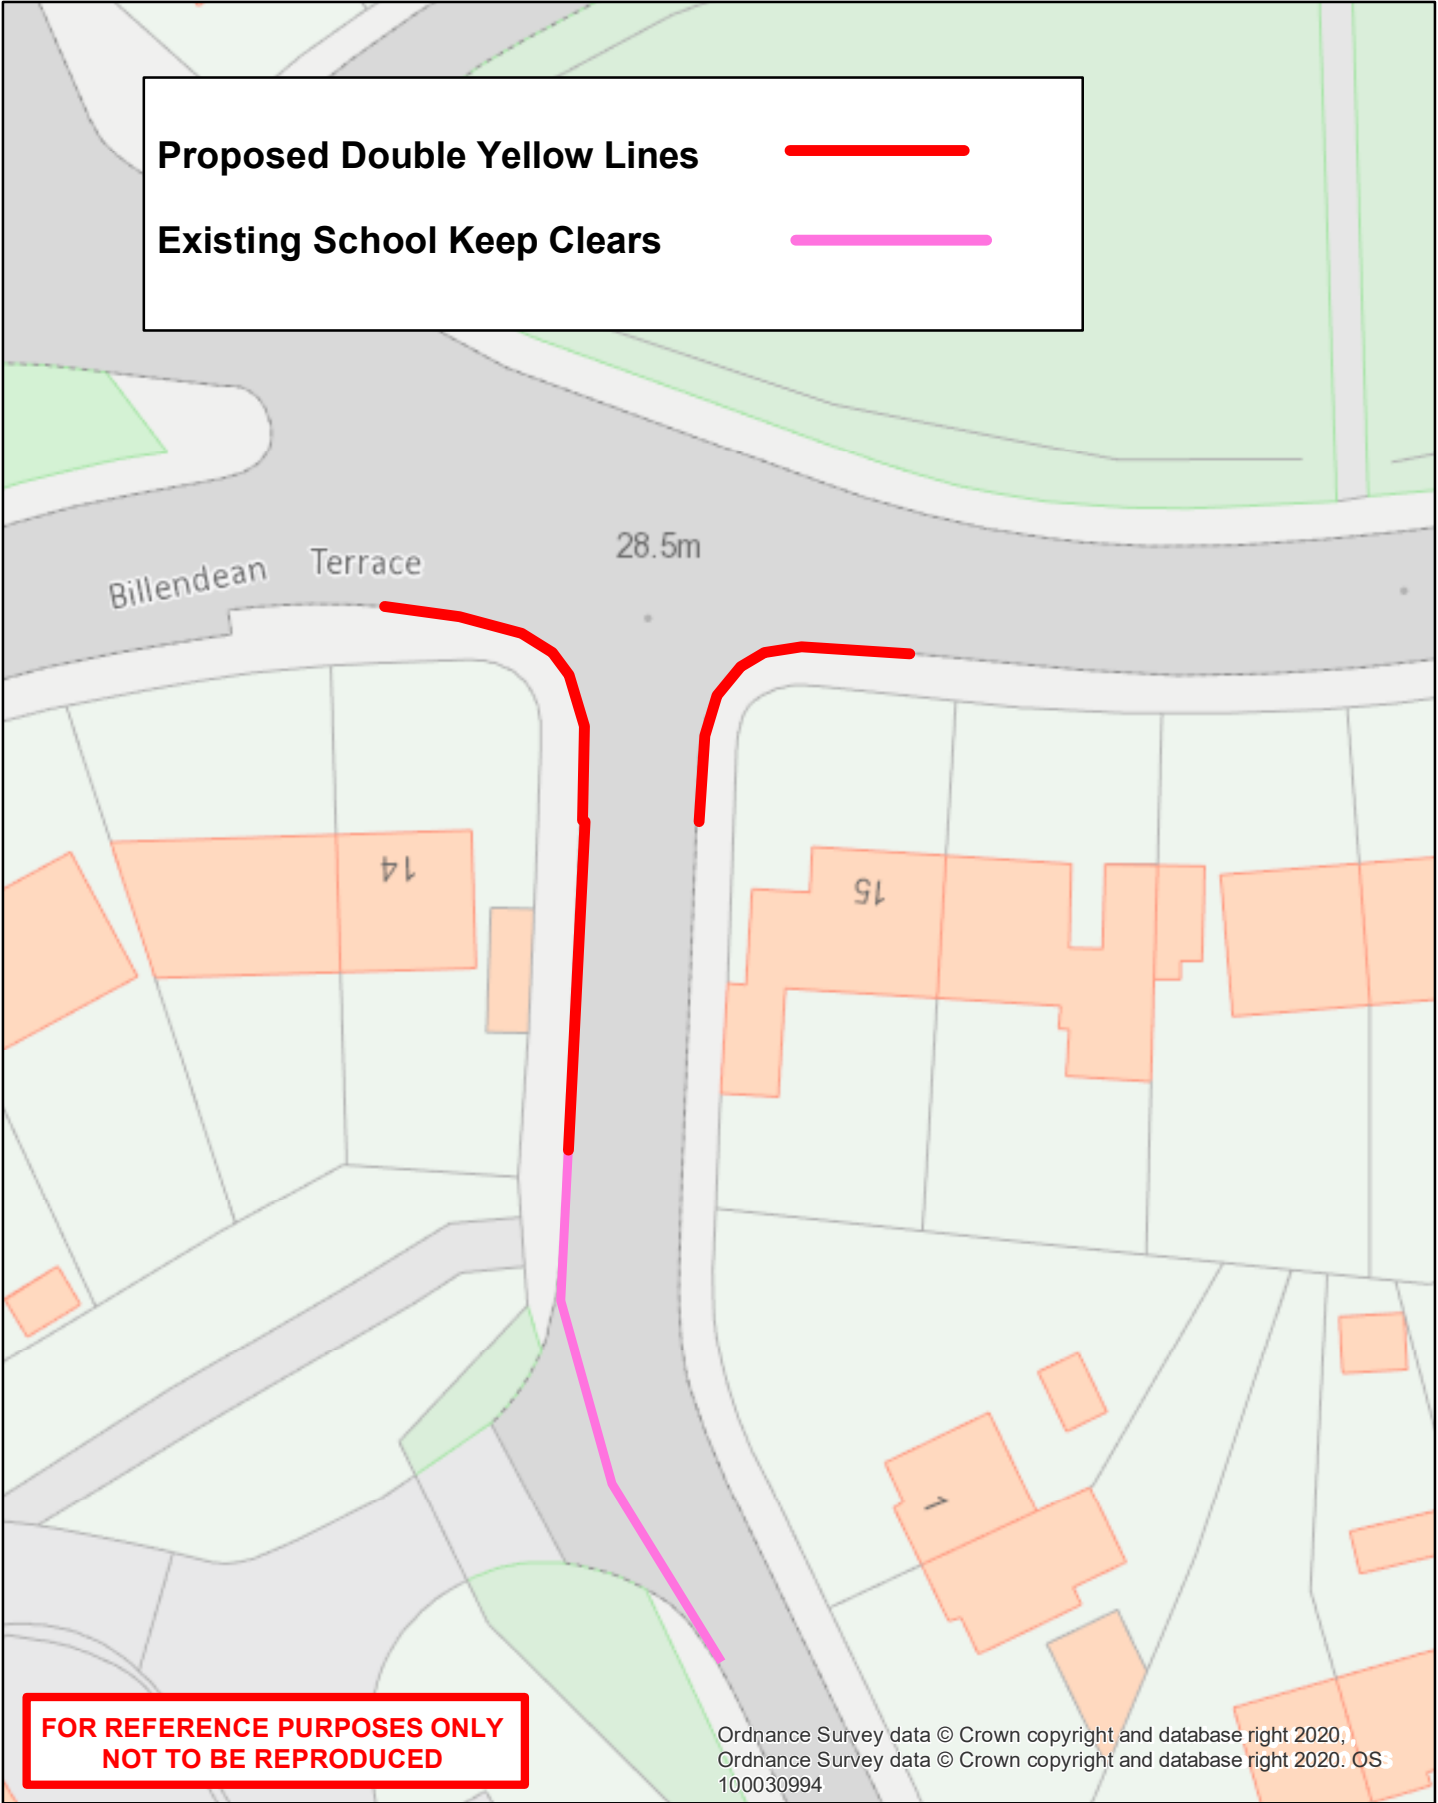 Proposed Double Yellow Lines
Existing School Keep Clears
28.5m
Billendean Terrace
14
15
1
FOR REFERENCE PURPOSES ONLY
NOT TO BE REPRODUCED
Ordnance Survey data © Crown copyright and database right 2020,
Ordnance Survey data © Crown copyright and database right 2020. OS
100030994